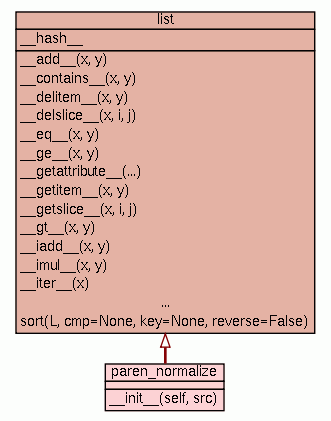 list
__hash__
__add__(x, y)
__contains__(x, y)
__delitem__(x, y)
__delslice__(x, i, j)
__eq__(x, y)
__ge__(x, y)
__getattribute__(...)
__getitem__(x, y)
__getslice__(x, i, j)
__gt__(x, y)
__iadd__(x, y)
__imul__(x, y)
__iter__(x)
...
sort(L, cmp=None, key=None, reverse=False)
paren_normalize
__init__(self, src)